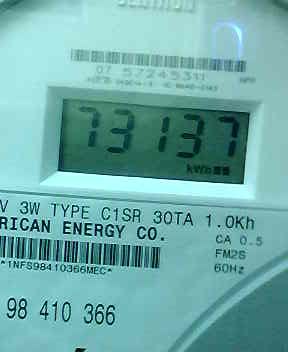 07 57245311
73137
kWh
V 3W TYPE C1SR 30TA 1.0Kh
RICAN ENERGY CO.
CA 0.5
FM2S
*1NFS98410366MEC*
60Hz
98 410 366